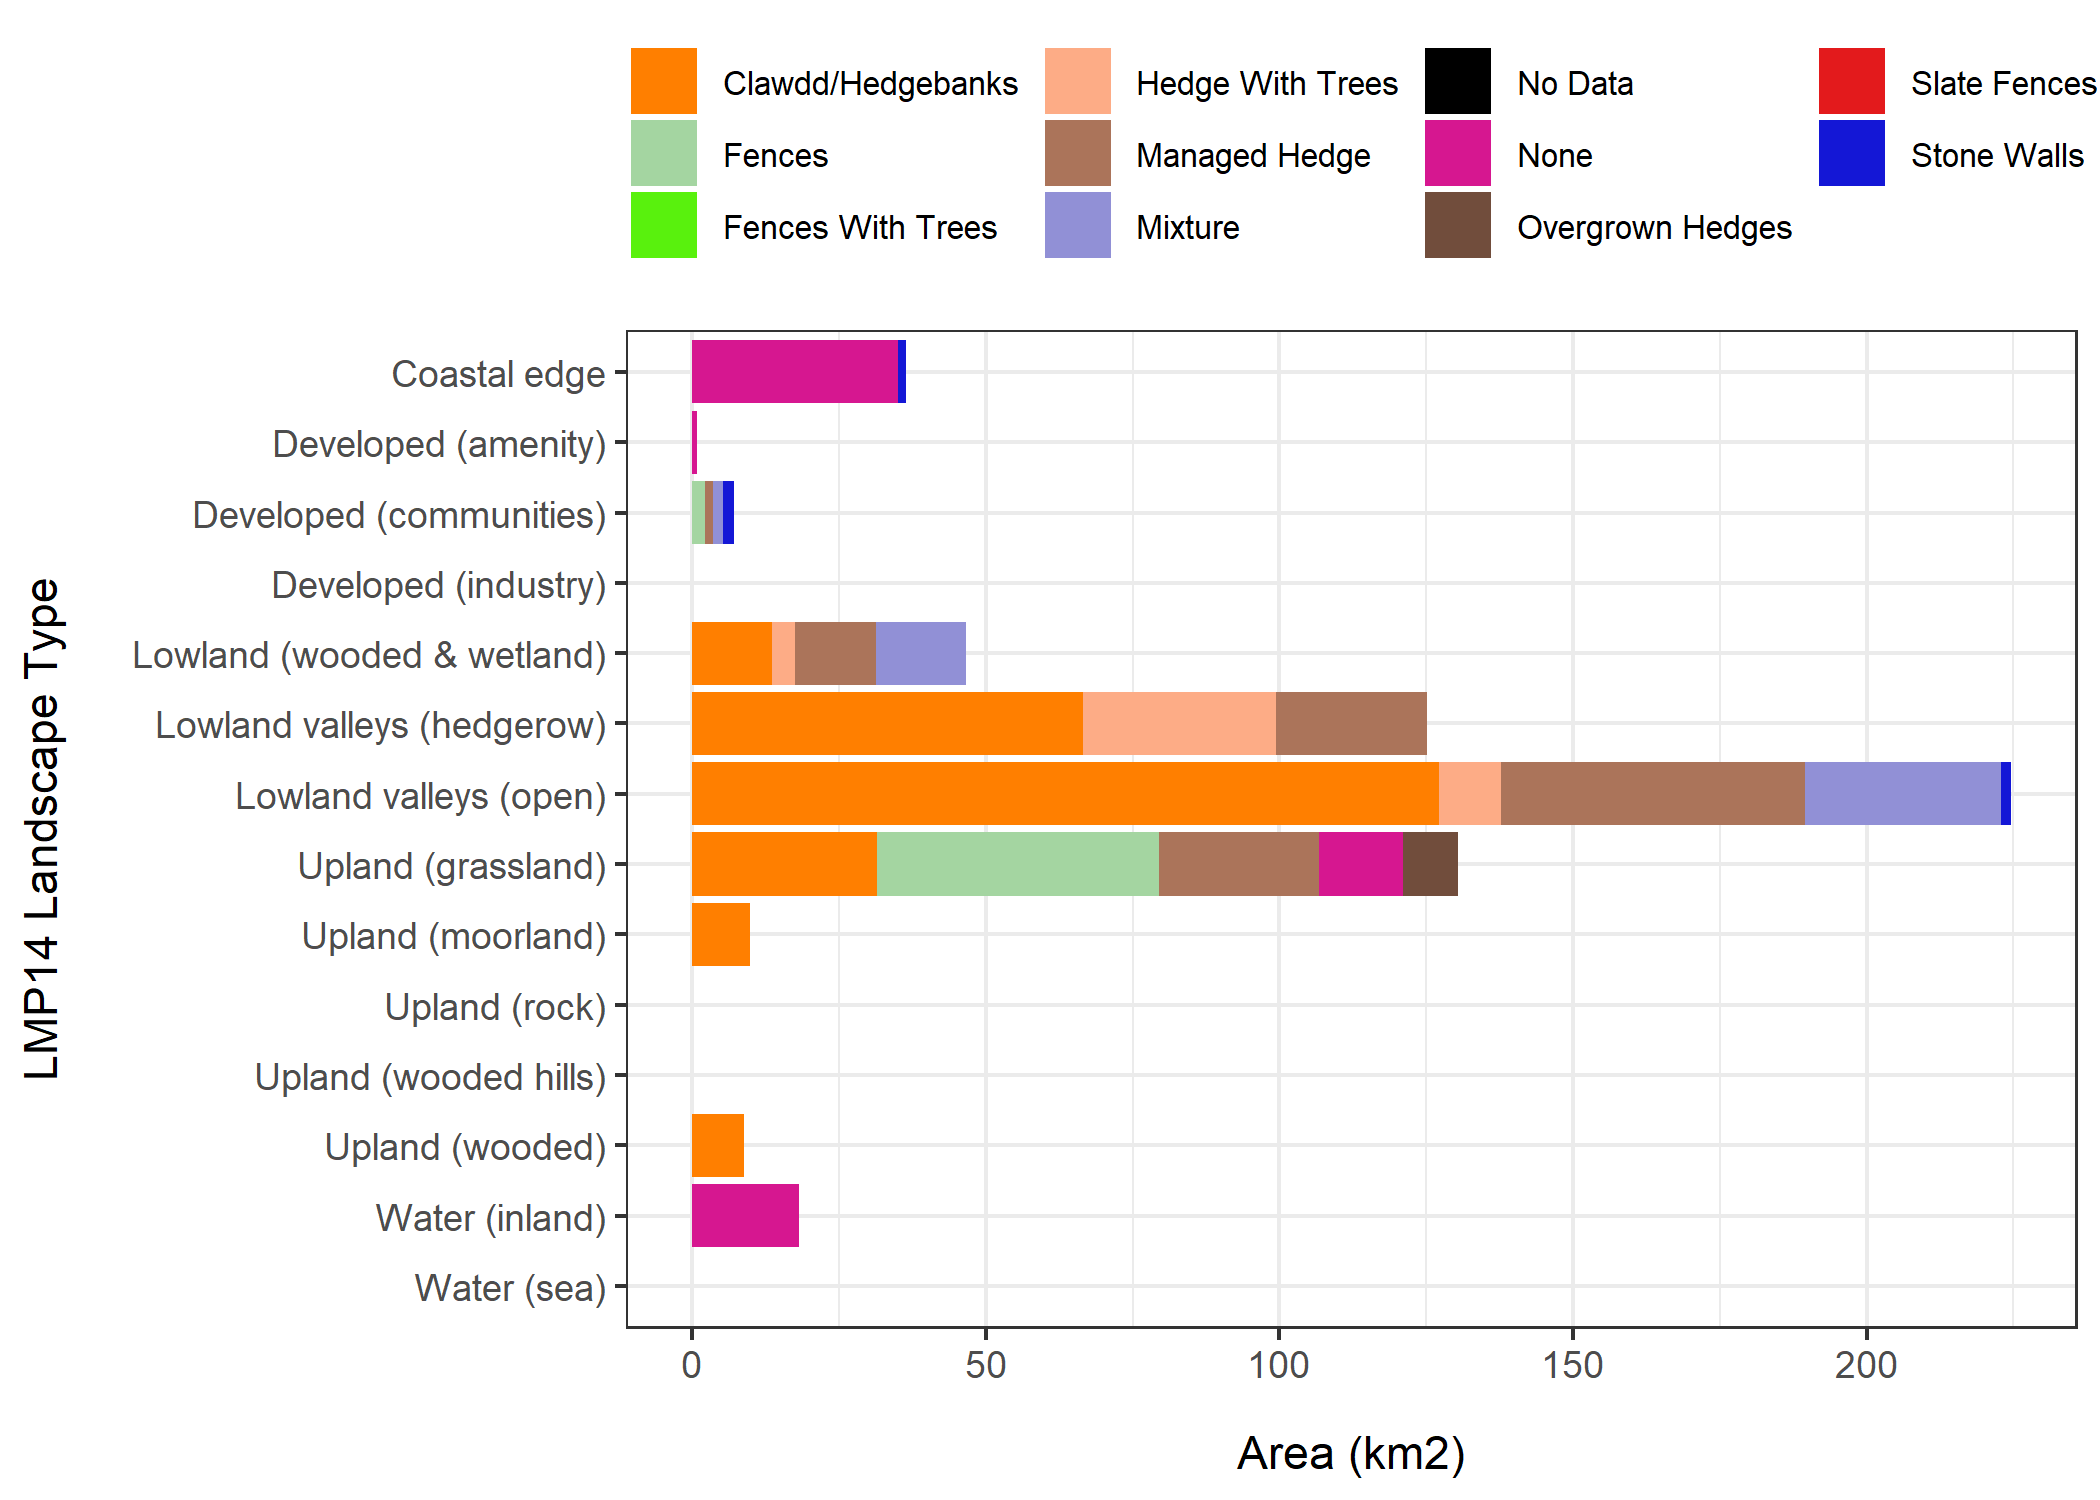 Clawdd/Hedgebanks
Fences
Fences With Trees
Hedge With Trees
Managed Hedge
Mixture
No Data
None
Overgrown Hedges
Slate Fences
Stone Walls
LMP14 Landscape Type
Coastal edge
Developed (amenity)
Developed (communities)
Developed (industry)
Lowland (wooded & wetland)
Lowland valleys (hedgerow)
Lowland valleys (open)
Upland (grassland)
Upland (moorland)
Upland (rock)
Upland (wooded hills)
Upland (wooded)
Water (inland)
Water (sea)
0 50 100 150 200
Area (km2)